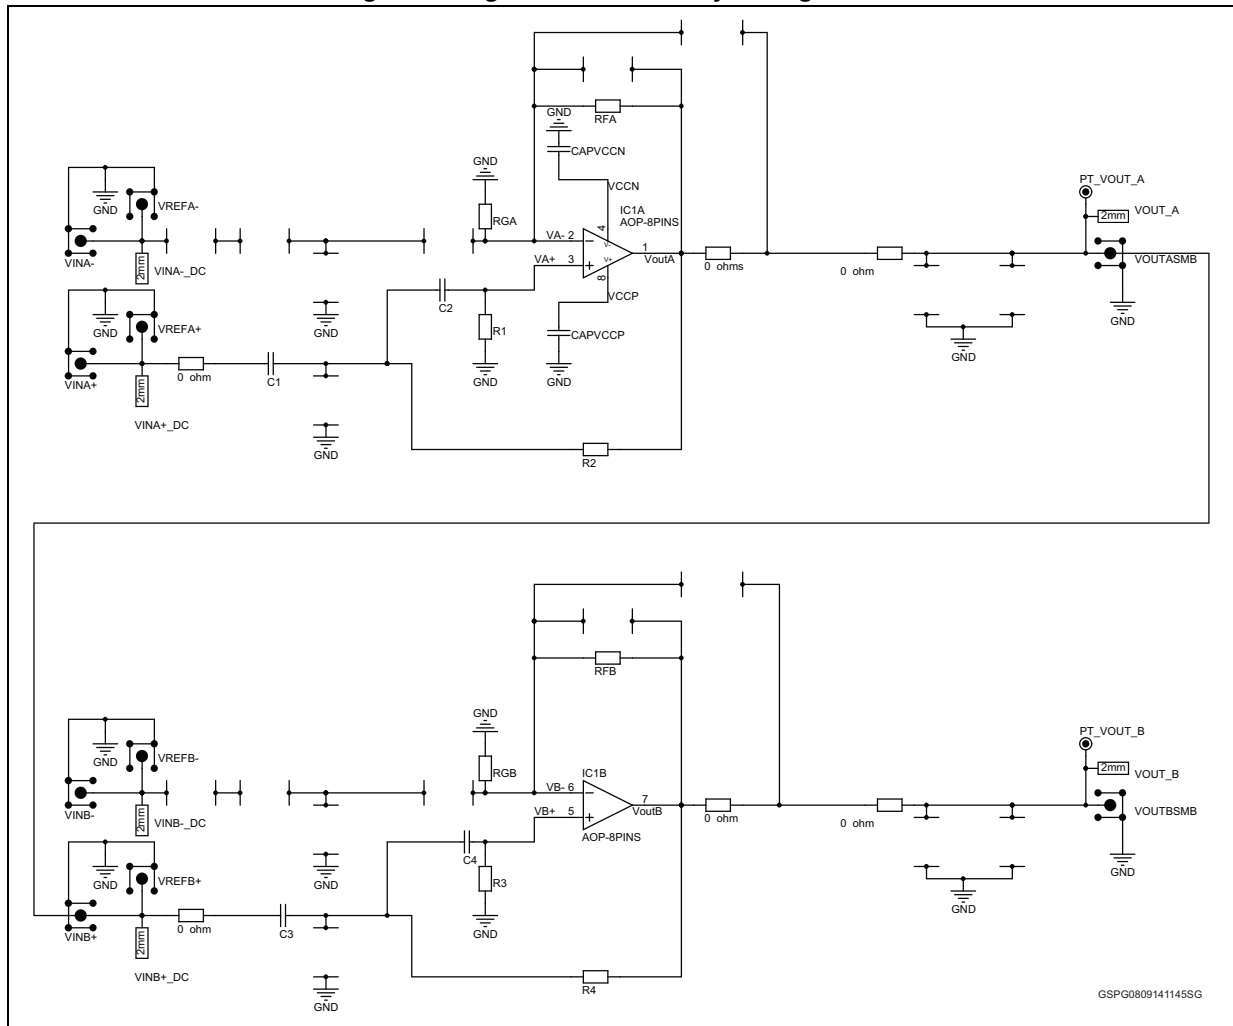 GND
RFA
CAPVCCN
GND
VCCN
GND
VREFA-
RGA
IC1A
AOP-8PINS
PT_VOUT_A
2mm
VOUT_A
VA- 2
4
V-
1
VoutA
VINA-
2mm
VINA-_DC
VA+ 3
V+
8
0 ohms
0 ohm
VOUTASMB
VCCP
C2
GND
GND
VREFA+
GND
R1
CAPVCCP
GND
GND
GND
VINA+
0 ohm
C1
2mm
VINA+_DC
GND
R2
RFB
GND
PT_VOUT_B
GND
VREFB-
RGB
IC1B
2mm
VOUT_B
VINB-
2mm
VINB-_DC
VB- 6
VB+ 5
7
VoutB
0 ohm
0 ohm
VOUTBSMB
AOP-8PINS
C4
GND
VREFB+
GND
R3
GND
GND
GND
VINB+
0 ohm
C3
2mm
VINB+_DC
GND
R4
GSPG0809141145SG